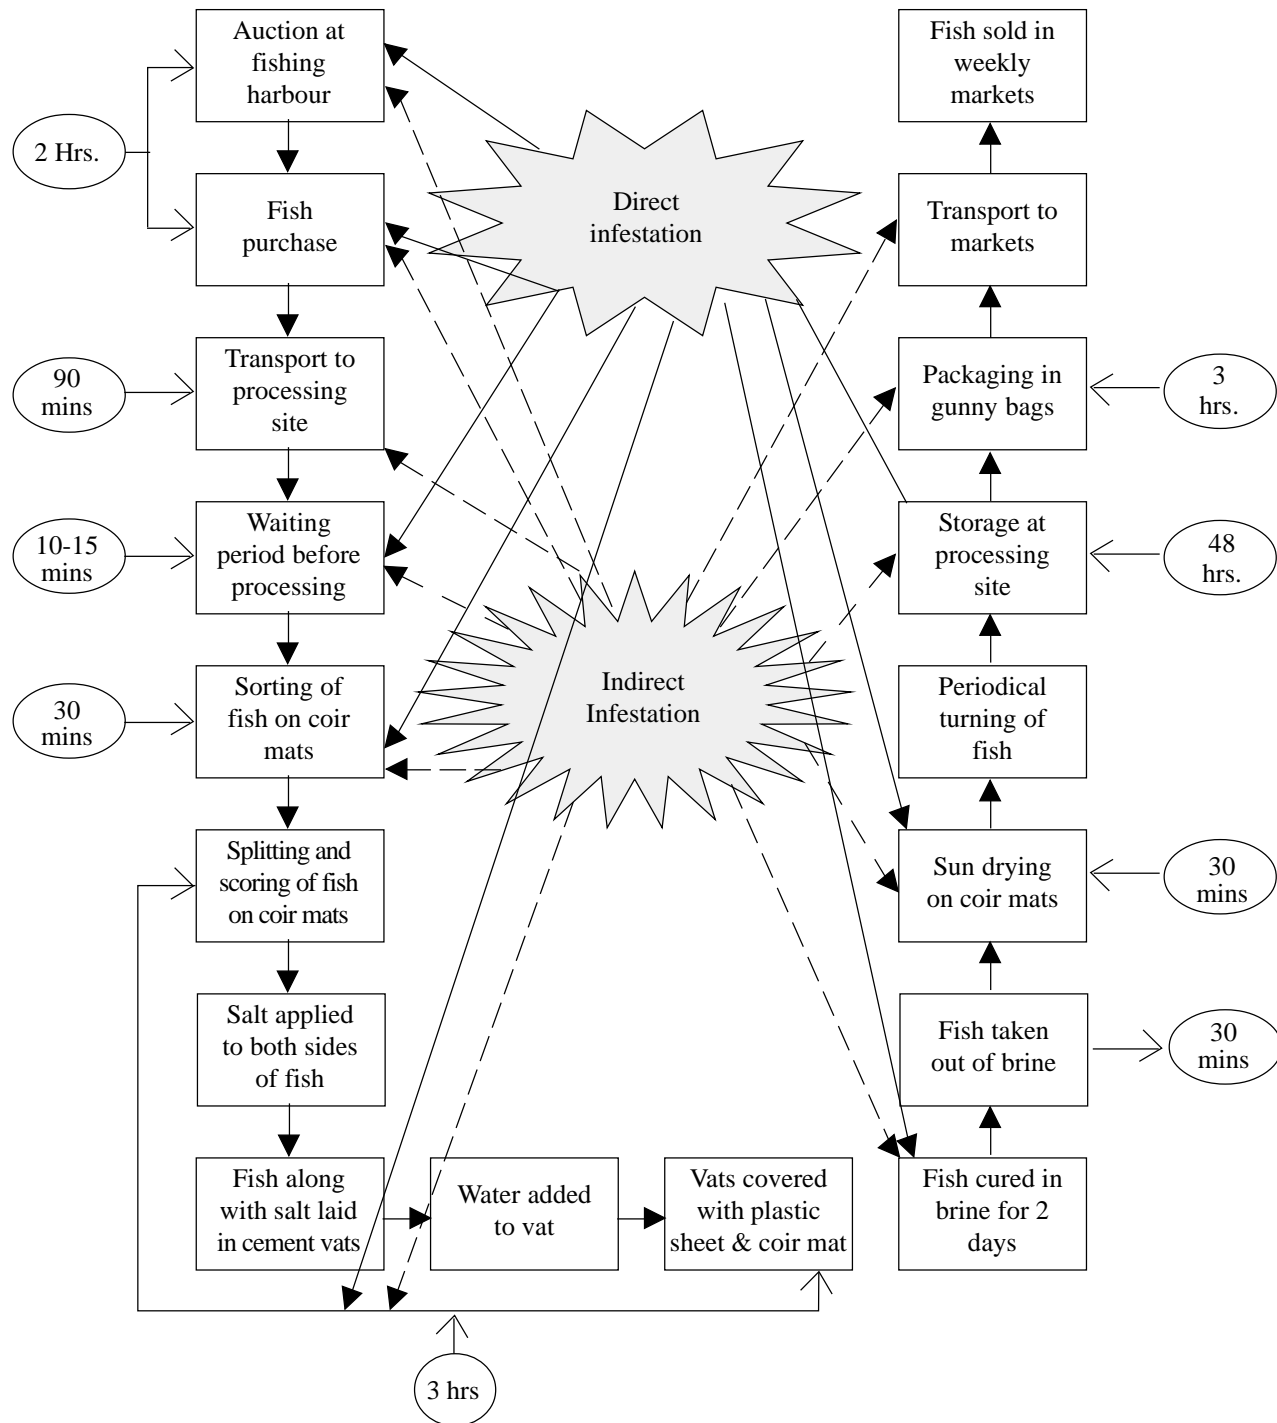 Auction at
fishing
harbour
2 Hrs.
Fish
purchase
90
mins
Transport to
processing
site
10-15
mins
Waiting
period before
processing
30
mins
Sorting of
fish on coir
mats
Splitting and
scoring of fish
on coir mats
Salt applied
to both sides
of fish
Fish along
with salt laid
in cement vats
Water added
to vat
Vats covered
with plastic
sheet & coir mat
3 hrs
Direct
infestation
Indirect
Infestation
Fish sold in
weekly
markets
Transport to
markets
Packaging in
gunny bags
3
hrs.
Storage at
processing
site
48
hrs.
Periodical
turning of
fish
Sun drying
on coir mats
30
mins
Fish taken
out of brine
30
mins
Fish cured in
brine for 2
days